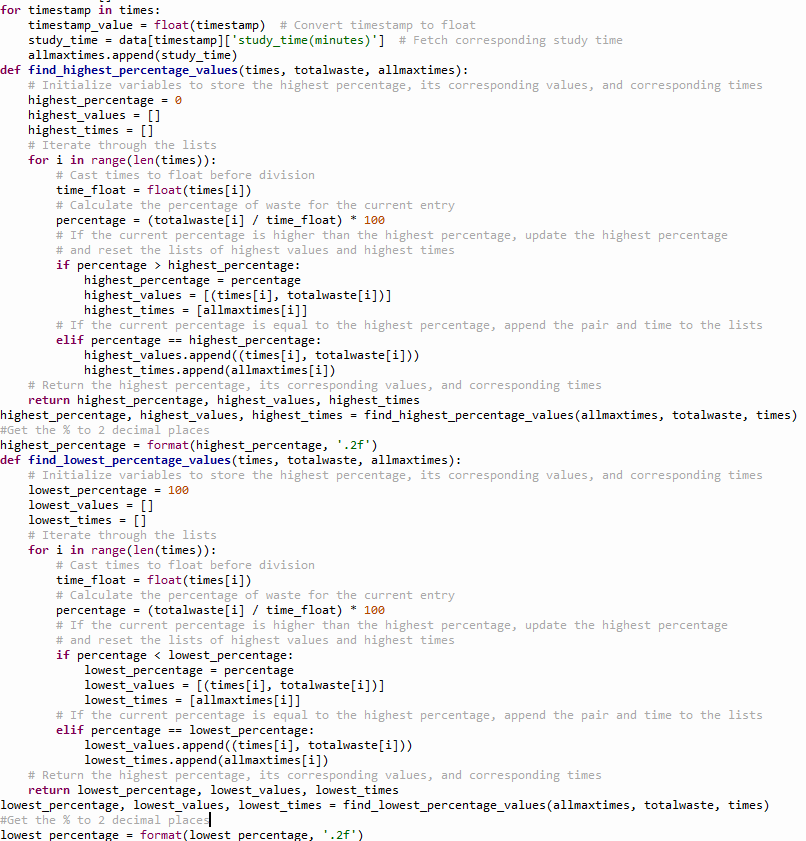 for timestamp in times:
    timestamp_value = float(timestamp)  # Convert timestamp to float
    study_time = data[timestamp]['study_time(minutes)']  # Fetch corresponding study time
    allmaxtimes.append(study_time)
def find_highest_percentage_values(times, totalwaste, allmaxtimes):
    # Initialize variables to store the highest percentage, its corresponding values, and corresponding times
    highest_percentage = 0
    highest_values = []
    highest_times = []
    # Iterate through the lists
    for i in range(len(times)):
        # Cast times to float before division
        time_float = float(times[i])
        # Calculate the percentage of waste for the current entry
        percentage = (totalwaste[i] / time_float) * 100
        # If the current percentage is higher than the highest percentage, update the highest percentage
        # and reset the lists of highest values and highest times
        if percentage > highest_percentage:
            highest_percentage = percentage
            highest_values = [(times[i], totalwaste[i])]
            highest_times = [allmaxtimes[i]]
        # If the current percentage is equal to the highest percentage, append the pair and time to the lists
        elif percentage == highest_percentage:
            highest_values.append((times[i], totalwaste[i]))
            highest_times.append(allmaxtimes[i])
    # Return the highest percentage, its corresponding values, and corresponding times
    return highest_percentage, highest_values, highest_times
highest_percentage, highest_values, highest_times = find_highest_percentage_values(allmaxtimes, totalwaste, times)
#Get the % to 2 decimal places
highest_percentage = format(highest_percentage, '.2f')
def find_lowest_percentage_values(times, totalwaste, allmaxtimes):
    # Initialize variables to store the highest percentage, its corresponding values, and corresponding times
    lowest_percentage = 100
    lowest_values = []
    lowest_times = []
    # Iterate through the lists
    for i in range(len(times)):
        # Cast times to float before division
        time_float = float(times[i])
        # Calculate the percentage of waste for the current entry
        percentage = (totalwaste[i] / time_float) * 100
        # If the current percentage is higher than the highest percentage, update the highest percentage
        # and reset the lists of highest values and highest times
        if percentage < lowest_percentage:
            lowest_percentage = percentage
            lowest_values = [(times[i], totalwaste[i])]
            lowest_times = [allmaxtimes[i]]
        # If the current percentage is equal to the highest percentage, append the pair and time to the lists
        elif percentage == lowest_percentage:
            lowest_values.append((times[i], totalwaste[i]))
            lowest_times.append(allmaxtimes[i])
    # Return the highest percentage, its corresponding values, and corresponding times
    return lowest_percentage, lowest_values, lowest_times
lowest_percentage, lowest_values, lowest_times = find_lowest_percentage_values(allmaxtimes, totalwaste, times)
#Get the % to 2 decimal places
lowest_percentage = format(lowest_percentage, '.2f')